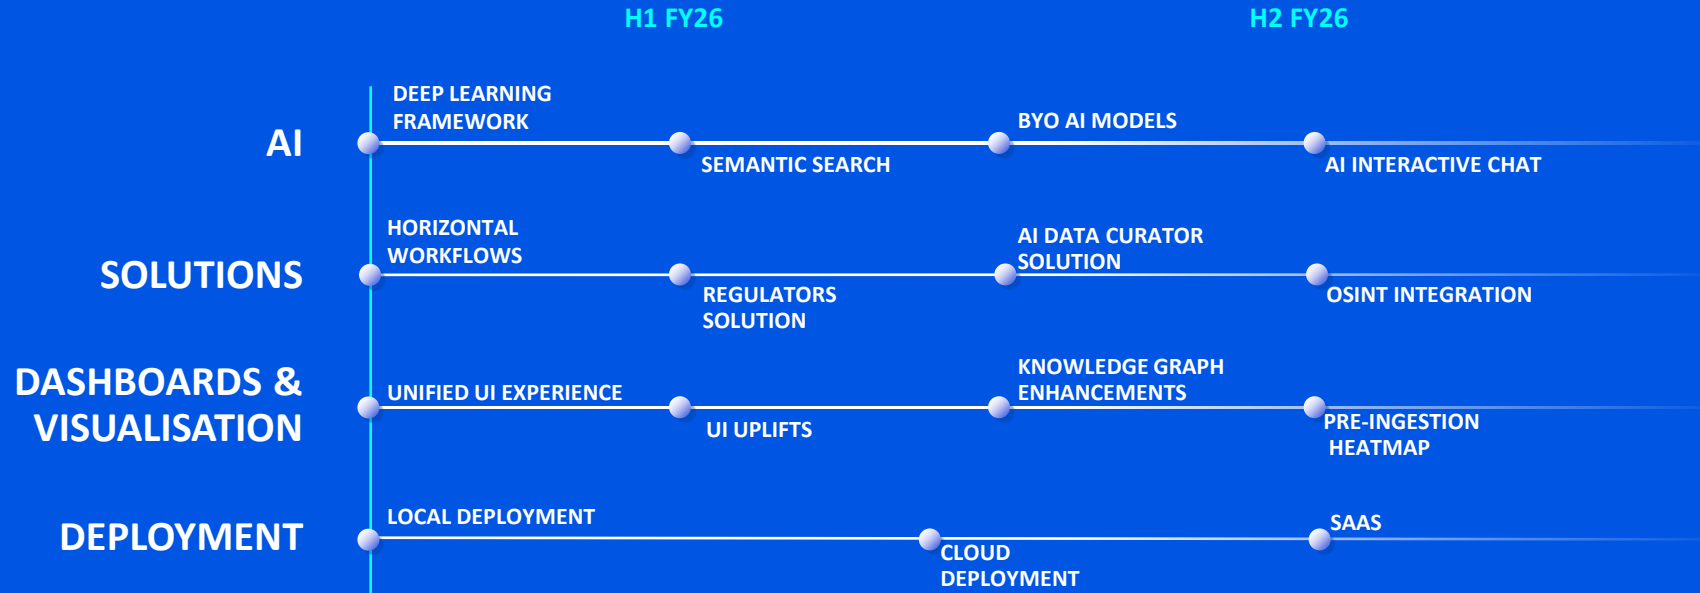 H1 FY26
H2 FY26
AI
DEEP LEARNING
FRAMEWORK
SEMANTIC SEARCH
BYO AI MODELS
AI INTERACTIVE CHAT
SOLUTIONS
HORIZONTAL
WORKFLOWS
REGULATORS
SOLUTION
AI DATA CURATOR
SOLUTION
OSINT INTEGRATION
DASHBOARDS &
VISUALISATION
UNIFIED UI EXPERIENCE
UI UPLIFTS
KNOWLEDGE GRAPH
ENHANCEMENTS
PRE-INGESTION
HEATMAP
DEPLOYMENT
LOCAL DEPLOYMENT
CLOUD
DEPLOYMENT
SAAS